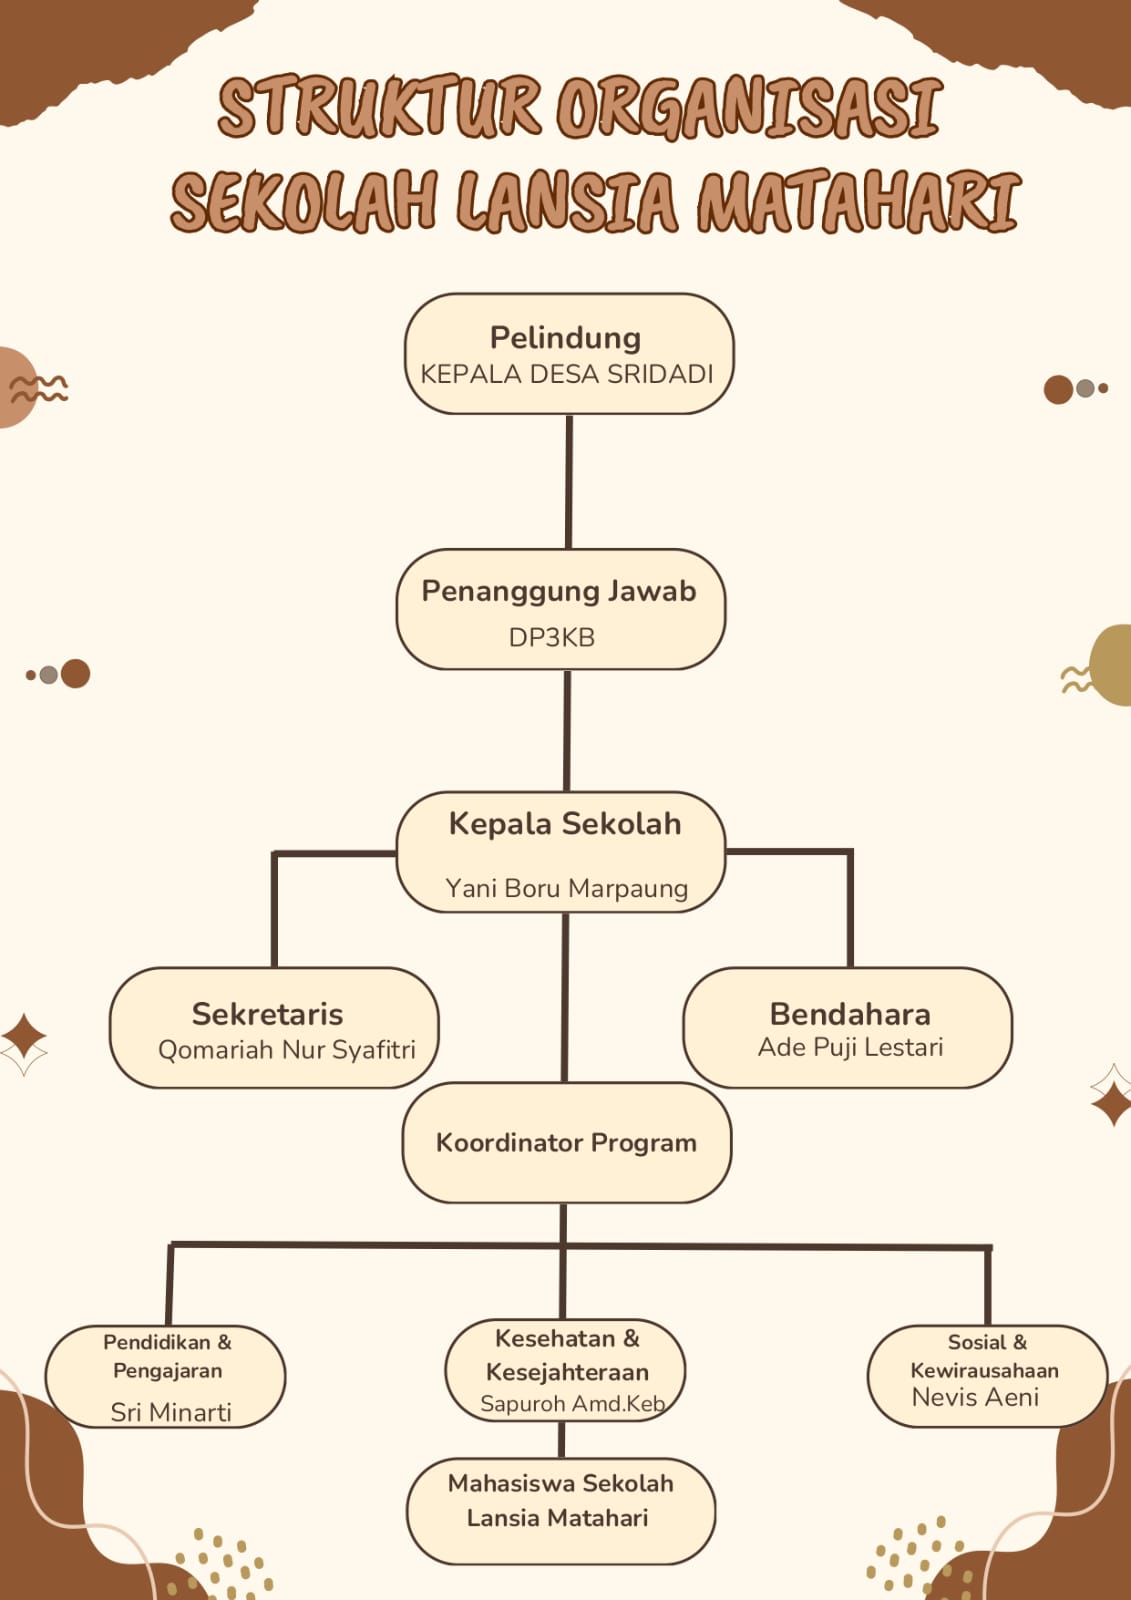 STRUKTUR ORGANISASI
SEKOLAH LANSIA MATAHARI
Pelindung
KEPALA DESA SRIDADI
Penanggung Jawab
DP3KB
Kepala Sekolah
Yani Boru Marpaung
Sekretaris
Qomariah Nur Syafitri
Bendahara
Ade Puji Lestari
Koordinator Program
Pendidikan &
Pengajaran
Sri Minarti
Kesehatan &
Kesejahteraan
Sapuroh Amd.Keb
Sosial &
Kewirausahaan
Nevis Aeni
Mahasiswa Sekolah
Lansia Matahari